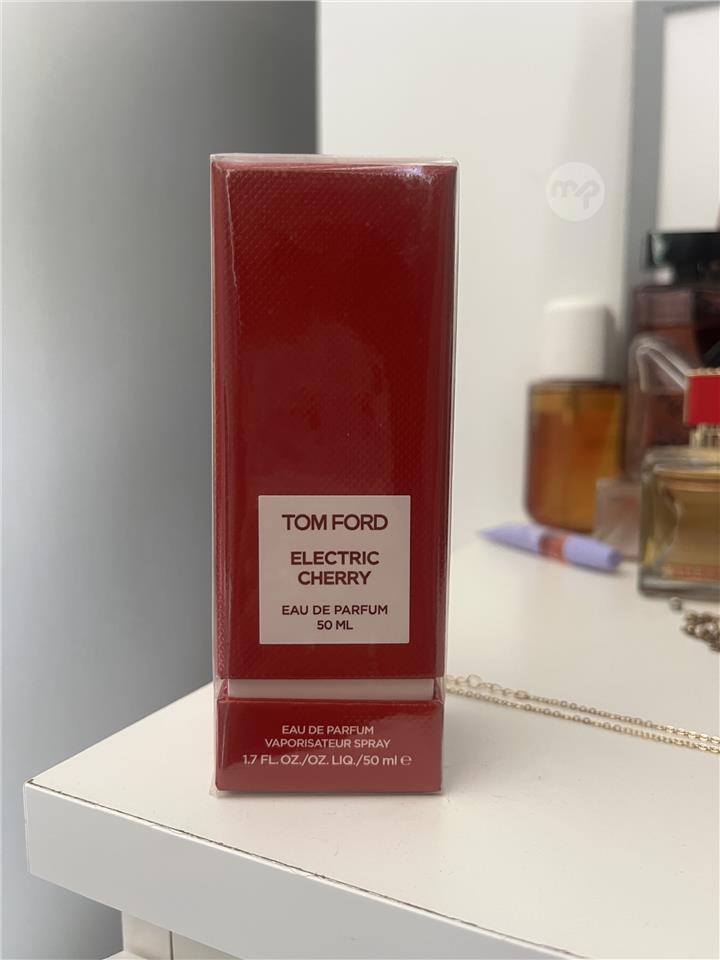 mp
TOM FORD
ELECTRIC
CHERRY
EAU DE PARFUM
50 ML
EAU DE PARFUM
VAPORISATEUR SPRAY
1.7 FL. OZ./OZ. LIQ./50 ml ℮